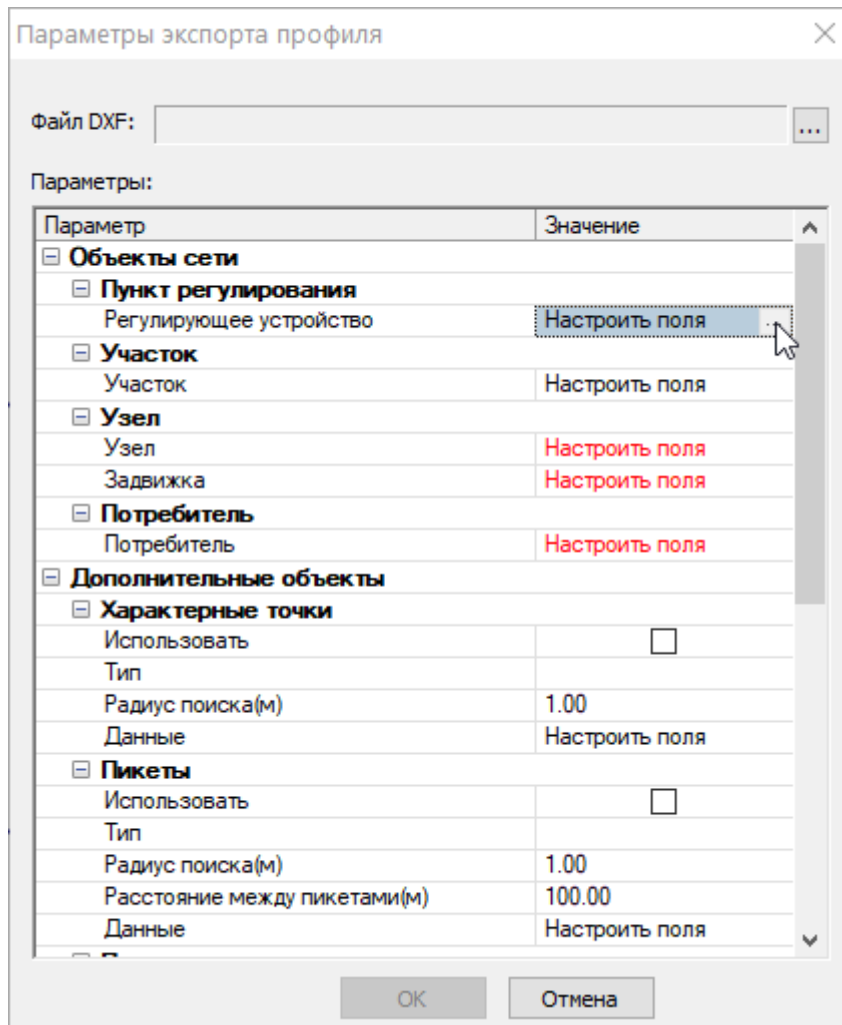 Параметры экспорта профиля
Файл DXF: ...
Параметры:
Параметр Значение
Объекты сети
Пункт регулирования
Регулирующее устройство Настроить поля ...
Участок
Участок Настроить поля
Узел
Узел Настроить поля
Задвижка Настроить поля
Потребитель
Потребитель Настроить поля
Дополнительные объекты
Характерные точки
Использовать
Тип
Радиус поиска(м) 1.00
Данные Настроить поля
Пикеты
Использовать
Тип
Радиус поиска(м) 1.00
Расстояние между пикетами(м) 100.00
Данные Настроить поля
OK Отмена